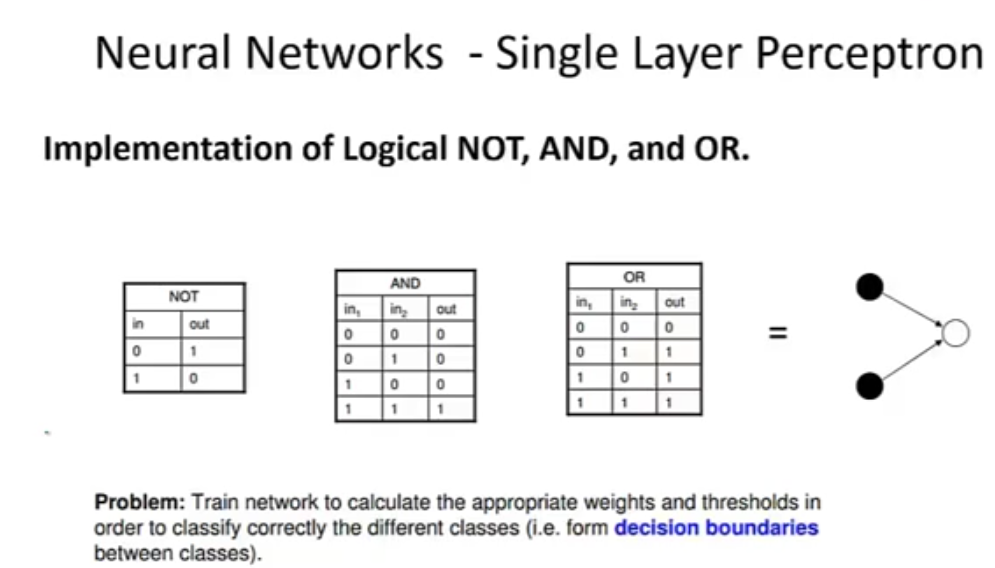 Neural Networks - Single Layer Perceptron
Implementation of Logical NOT, AND, and OR.
NOT
in out
0 1
1 0
AND
in₁ in₂ out
0 0 0
0 1 0
1 0 0
1 1 1
OR
in₁ in₂ out
0 0 0
0 1 1
1 0 1
1 1 1
=
Problem: Train network to calculate the appropriate weights and thresholds in
order to classify correctly the different classes (i.e. form decision boundaries
between classes).